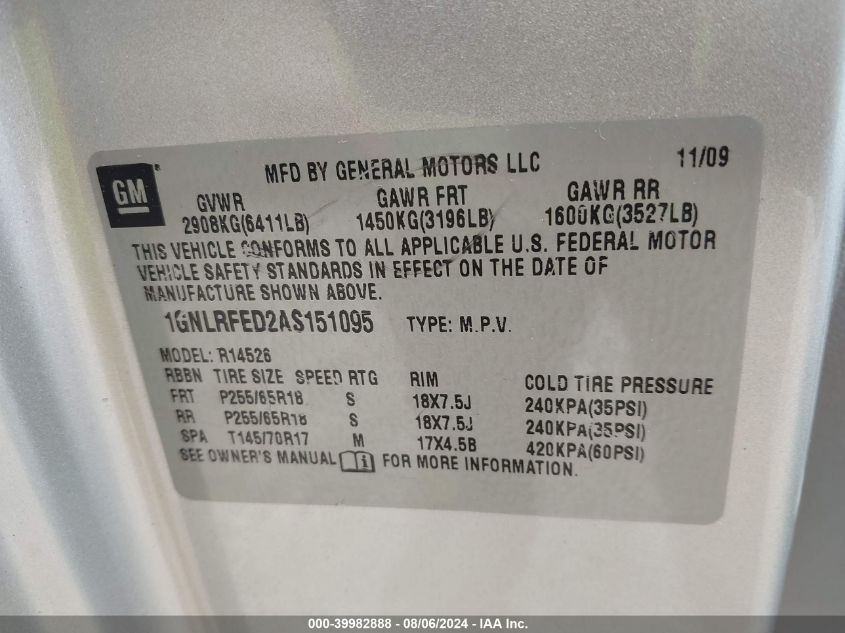 GM
MFD BY GENERAL MOTORS LLC 11/09
GVWR GAWR FRT GAWR RR
2908KG(6411LB) 1450KG(3196LB) 1600KG(3527LB)
THIS VEHICLE CONFORMS TO ALL APPLICABLE U.S. FEDERAL MOTOR
VEHICLE SAFETY STANDARDS IN EFFECT ON THE DATE OF
MANUFACTURE SHOWN ABOVE.
1GNLRFED2AS151095 TYPE: M.P.V.
MODEL: R14526
RBBN TIRE SIZE SPEED RTG RIM COLD TIRE PRESSURE
FRT P255/65R18 S 18X7.5J 240KPA(35PSI)
RR P255/65R18 S 18X7.5J 240KPA(35PSI)
SPA T145/70R17 M 17X4.5B 420KPA(60PSI)
SEE OWNER'S MANUAL FOR MORE INFORMATION.
000-39982888 - 08/06/2024 - IAA Inc.